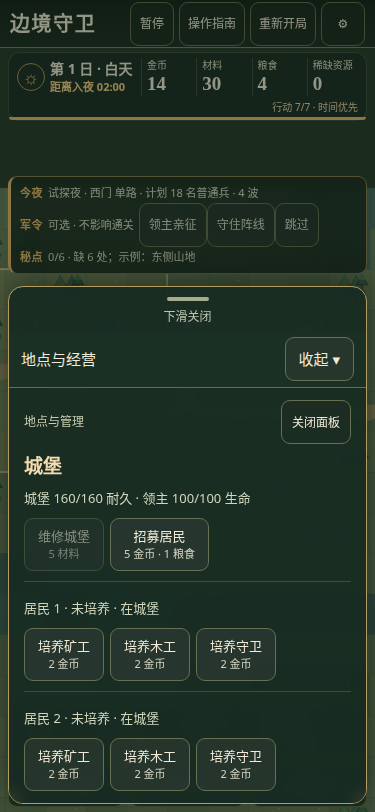 边境守卫 暂停 操作指南 重新开局
第 1 日 · 白天
距离入夜 02:00
金币 14 材料 30 粮食 4 稀缺资源 0
行动 7/7 · 时间优先
今夜 试探夜 · 西门 单路 · 计划 18 名普通兵 · 4 波
军令 可选 · 不影响通关 领主亲征 守住阵线 跳过
秘点 0/6 · 缺 6 处；示例：东侧山地
下滑关闭
地点与经营 收起 ▾
地点与管理 关闭面板
城堡
城堡 160/160 耐久 · 领主 100/100 生命
维修城堡 招募居民
5 材料 5 金币 · 1 粮食
居民 1 · 未培养 · 在城堡
培养矿工 培养木工 培养守卫
2 金币 2 金币 2 金币
居民 2 · 未培养 · 在城堡
培养矿工 培养木工 培养守卫
2 金币 2 金币 2 金币